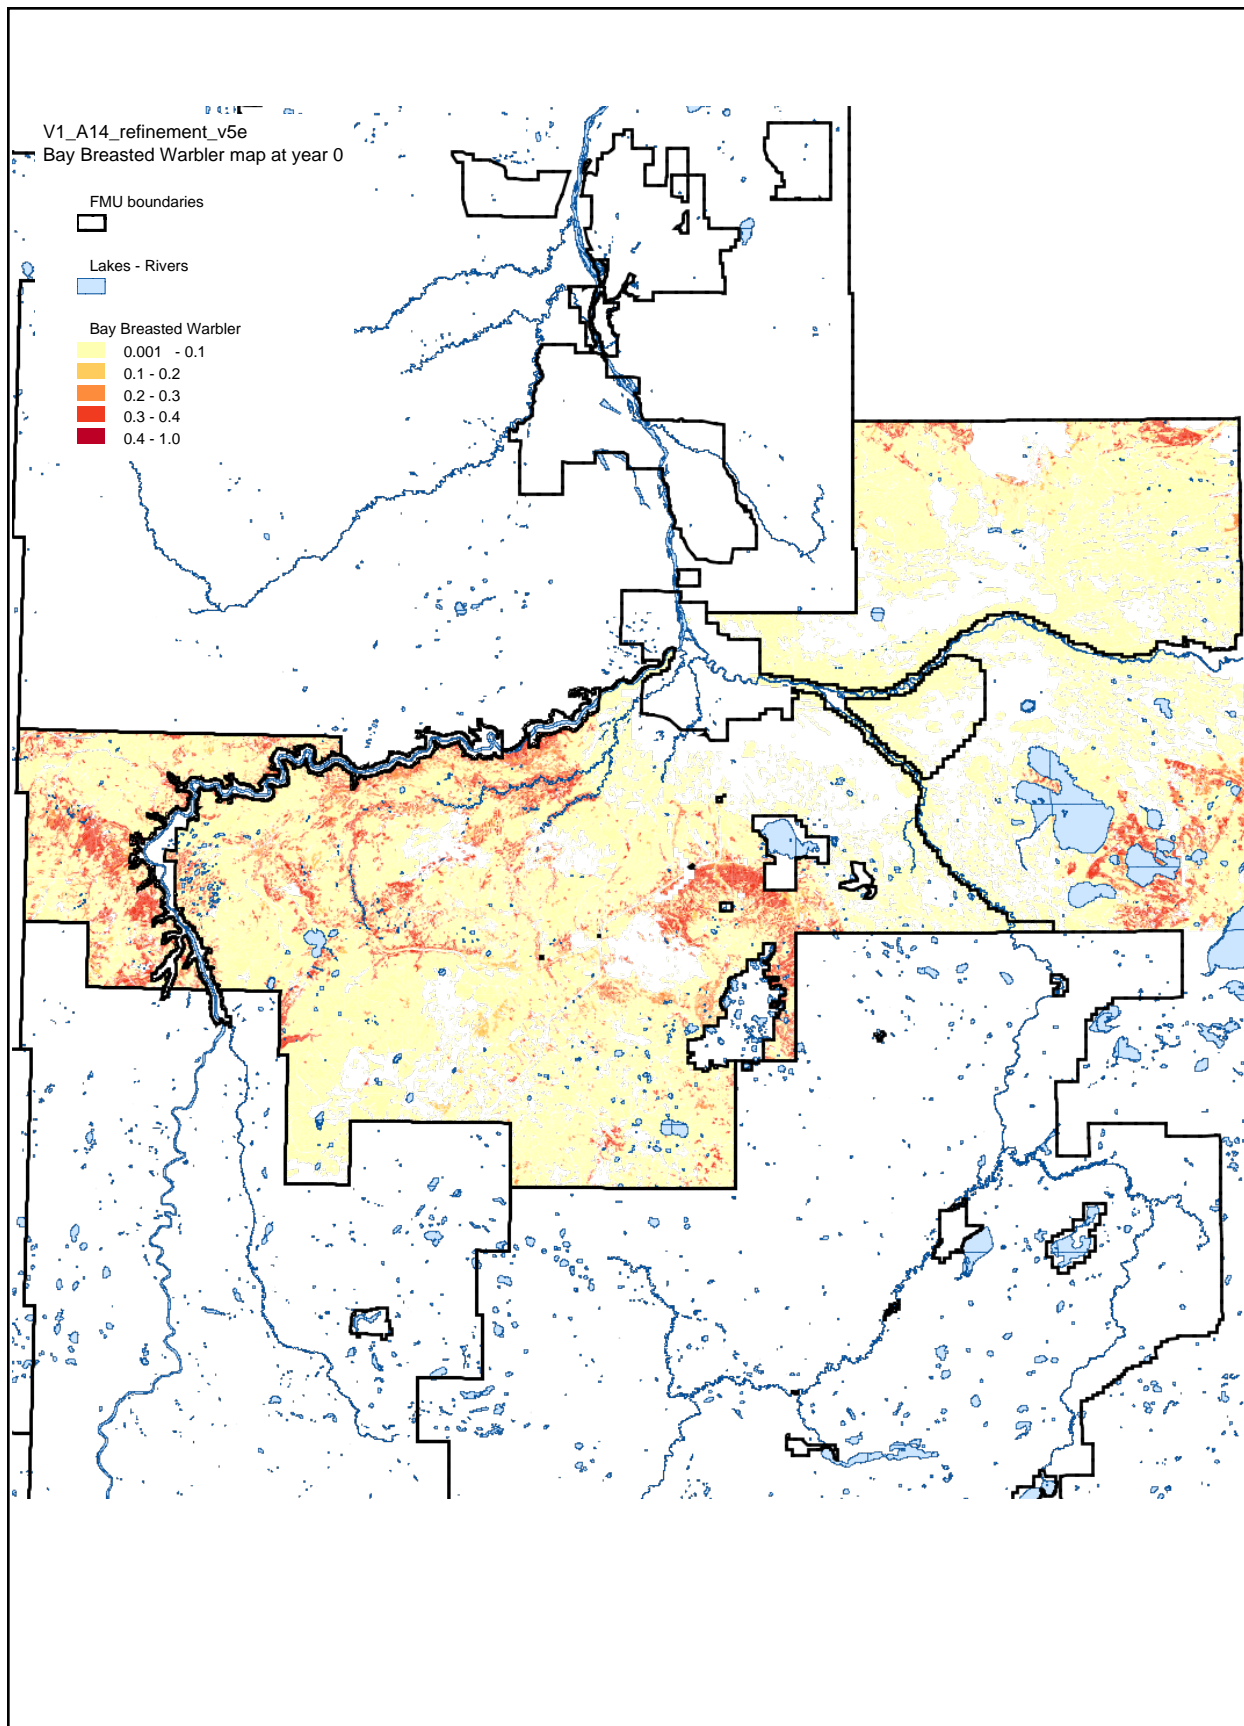 V1_A14_refinement_v5e
Bay Breasted Warbler map at year 0
FMU boundaries
Lakes - Rivers
Bay Breasted Warbler
0.001 - 0.1
0.1 - 0.2
0.2 - 0.3
0.3 - 0.4
0.4 - 1.0